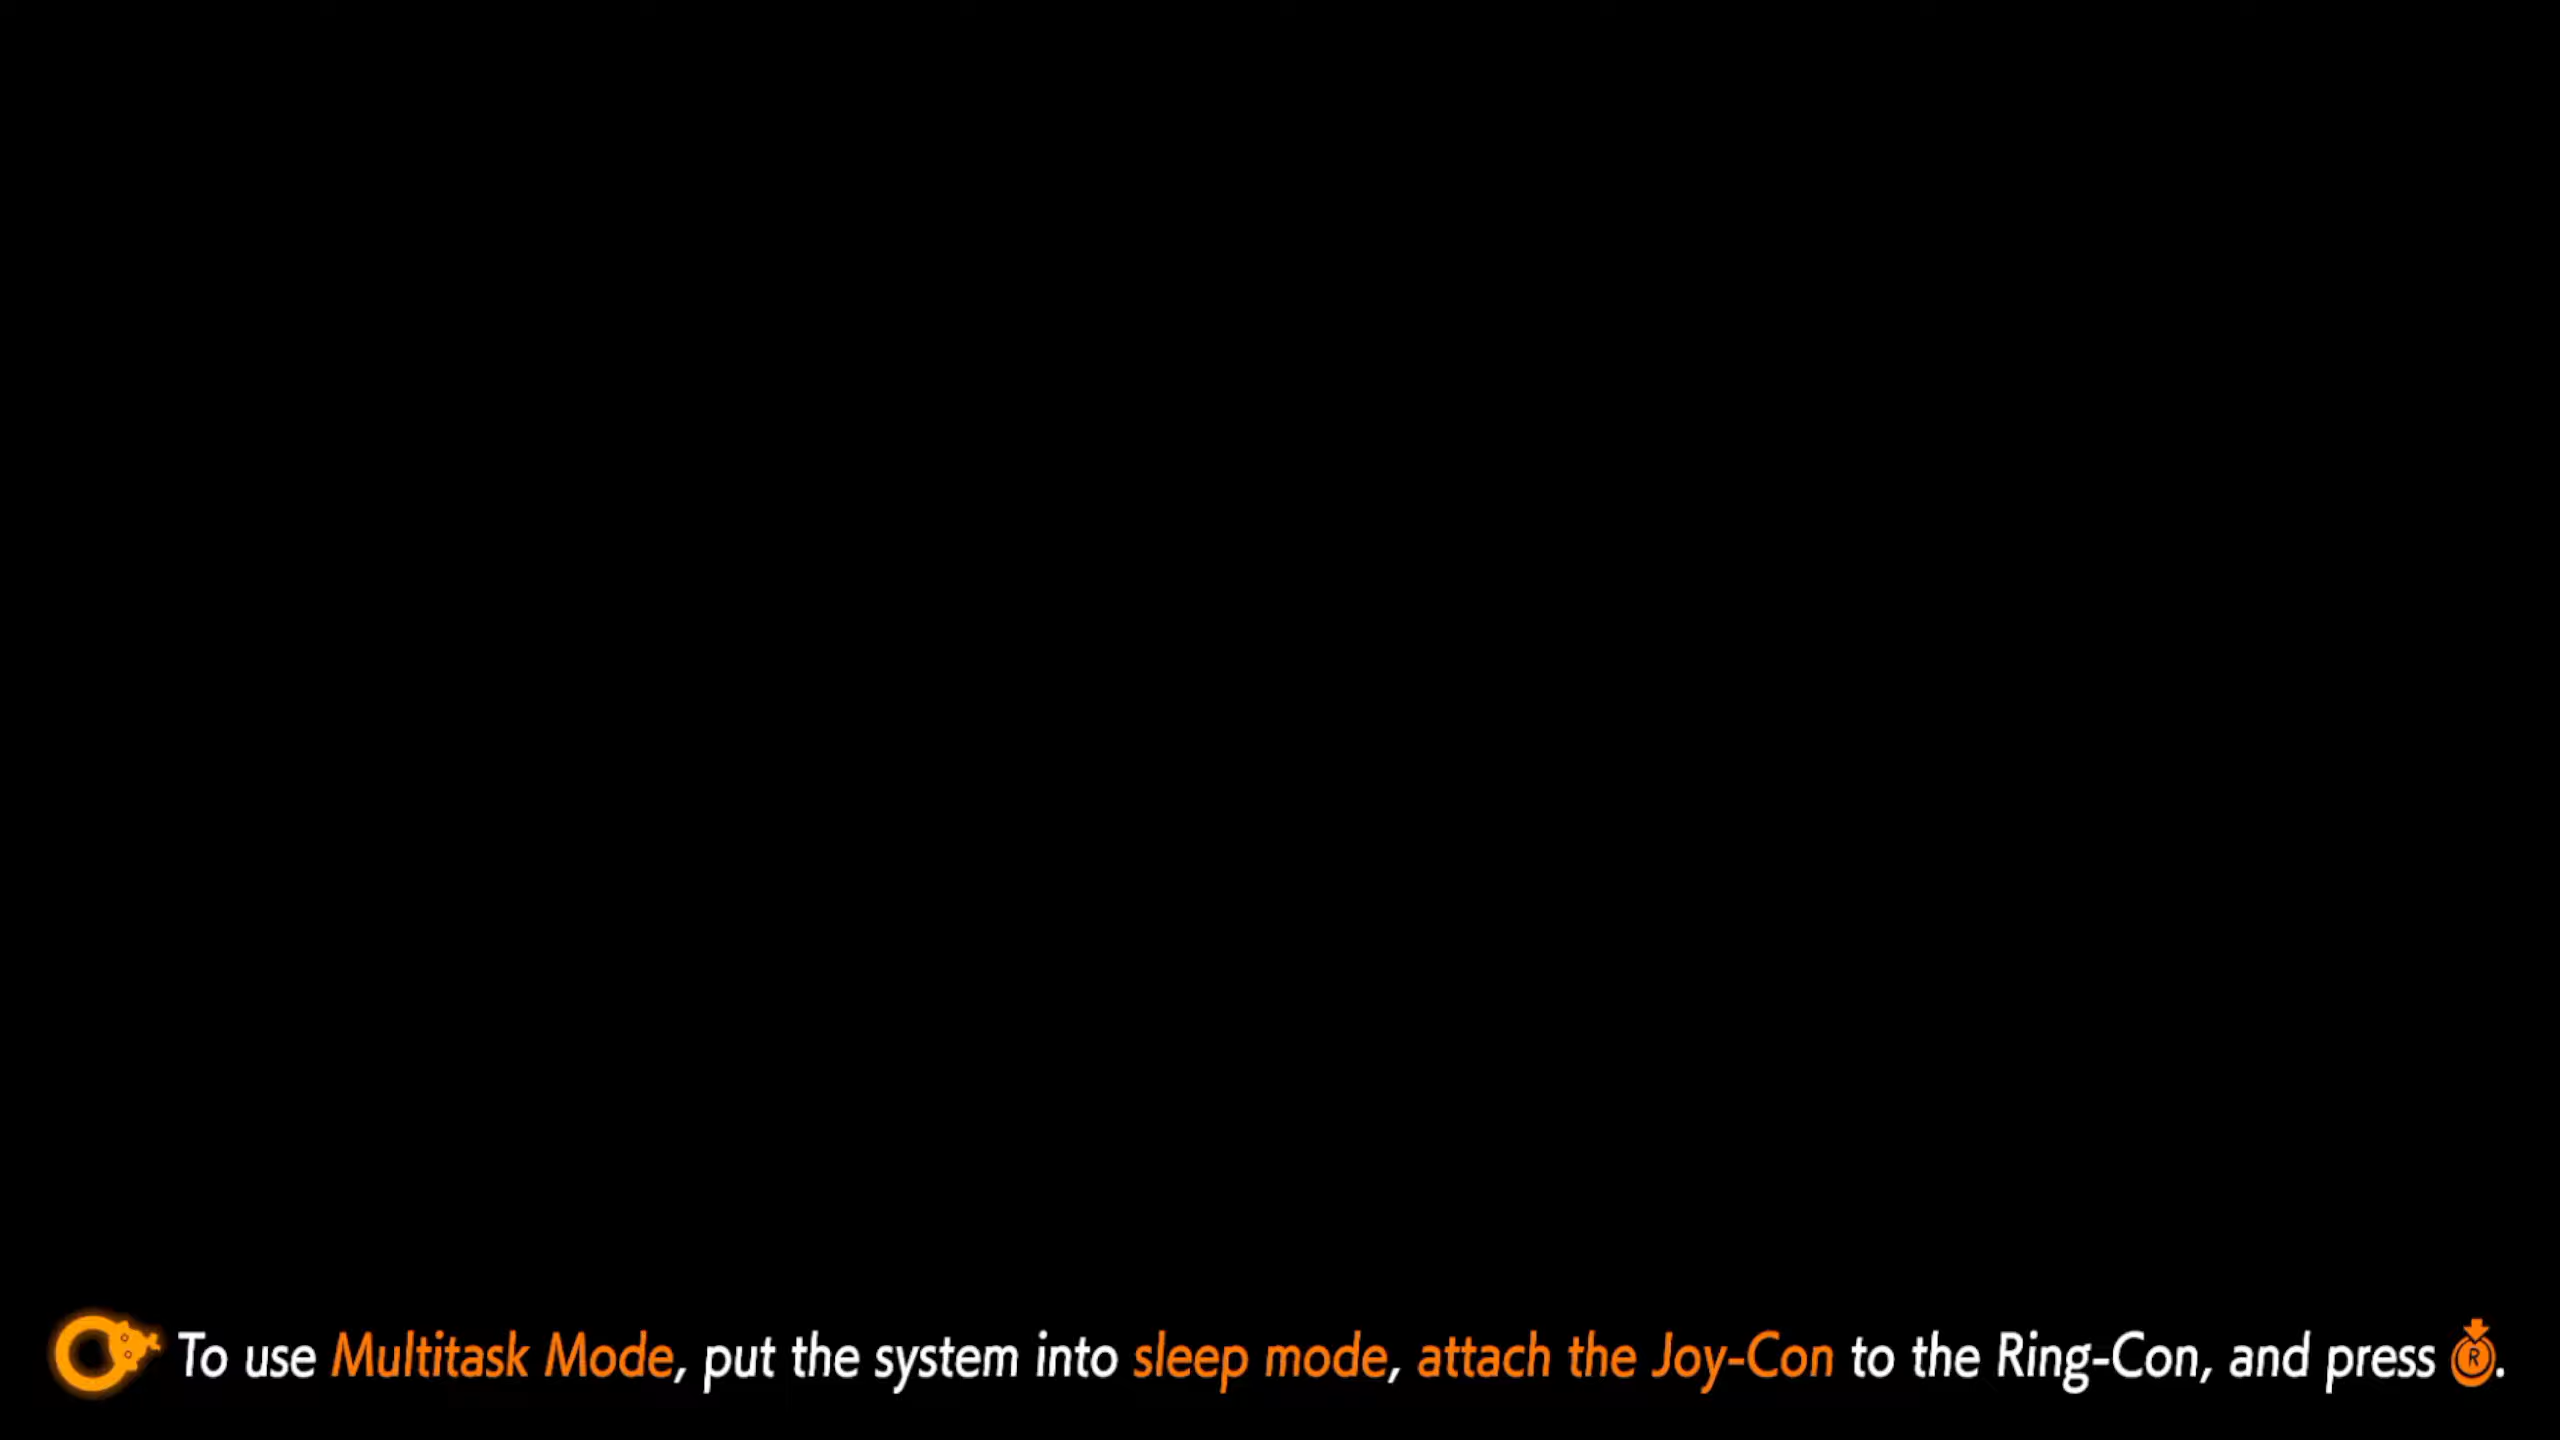 To use Multitask Mode, put the system into sleep mode, attach the Joy-Con to the Ring-Con, and press R.